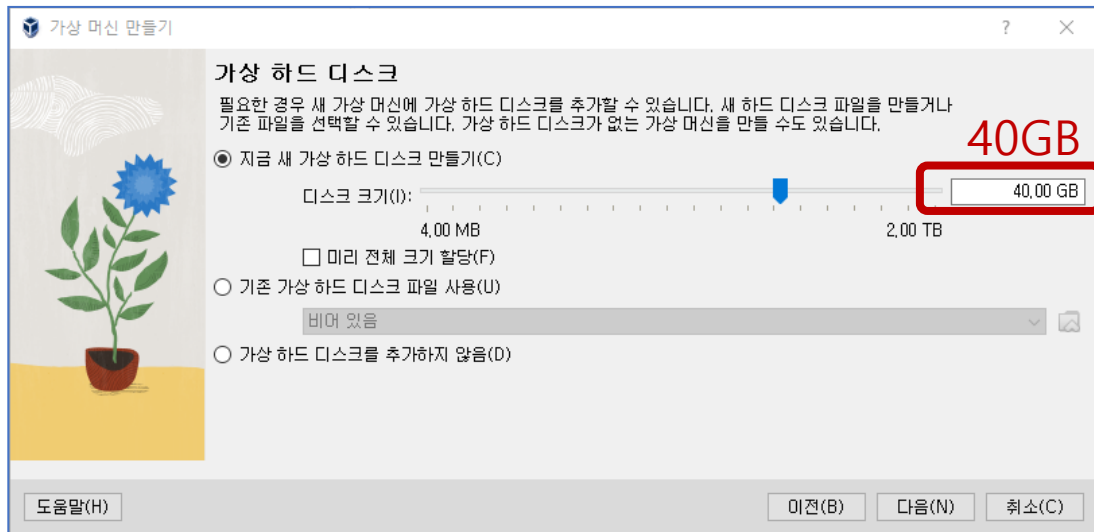 가상 머신 만들기
가상 하드 디스크
필요한 경우 새 가상 머신에 가상 하드 디스크를 추가할 수 있습니다. 새 하드 디스크 파일을 만들거나
기존 파일을 선택할 수 있습니다. 가상 하드 디스크가 없는 가상 머신을 만들 수도 있습니다.
40GB
지금 새 가상 하드 디스크 만들기(C)
디스크 크기(I):
40,00 GB
4,00 MB
2,00 TB
미리 전체 크기 할당(F)
기존 가상 하드 디스크 파일 사용(U)
비어 있음
가상 하드 디스크를 추가하지 않음(D)
도움말(H)
이전(B)
다음(N)
취소(C)